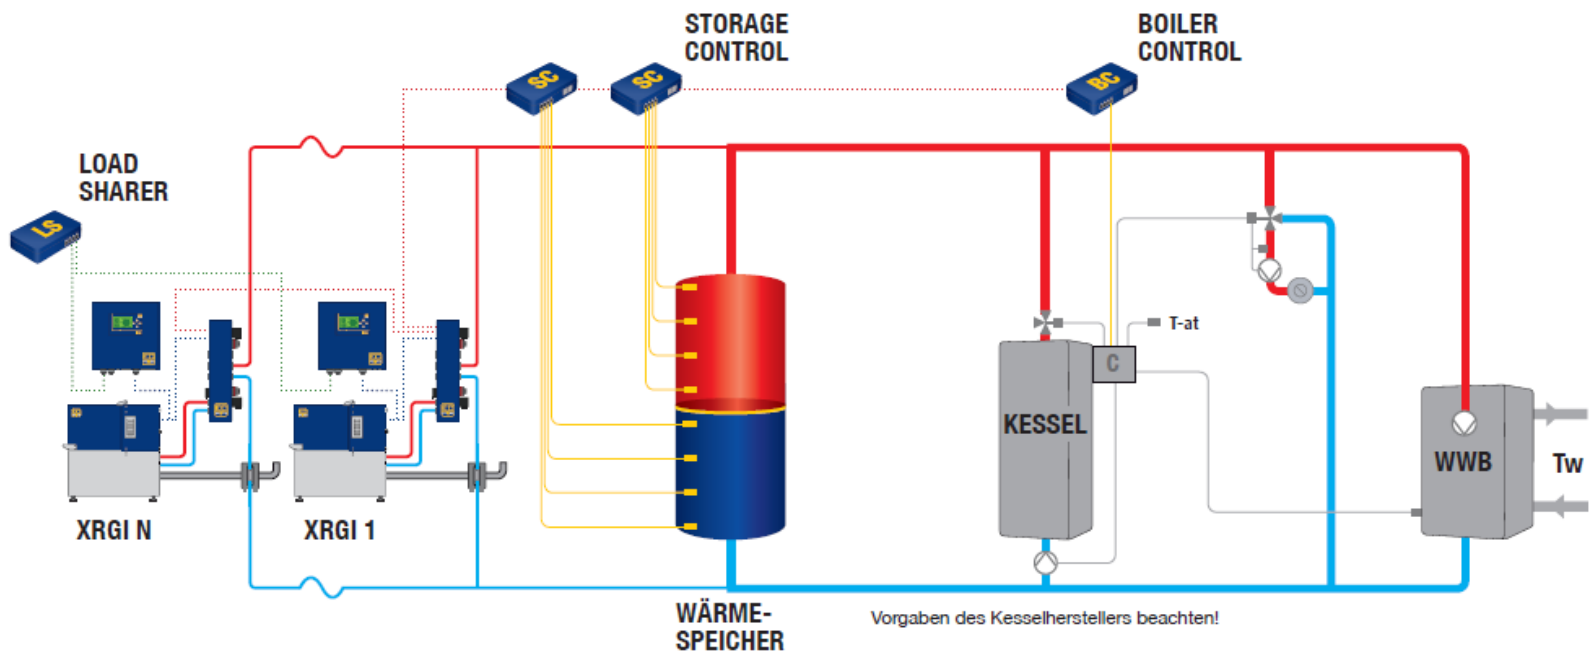 STORAGE
CONTROL
BOILER
CONTROL
SC
SC
BC
LOAD
SHARER
LS
T-at
C
KESSEL
WWB
Tw
XRGI N
XRGI 1
WÄRME-
SPEICHER
Vorgaben des Kesselherstellers beachten!